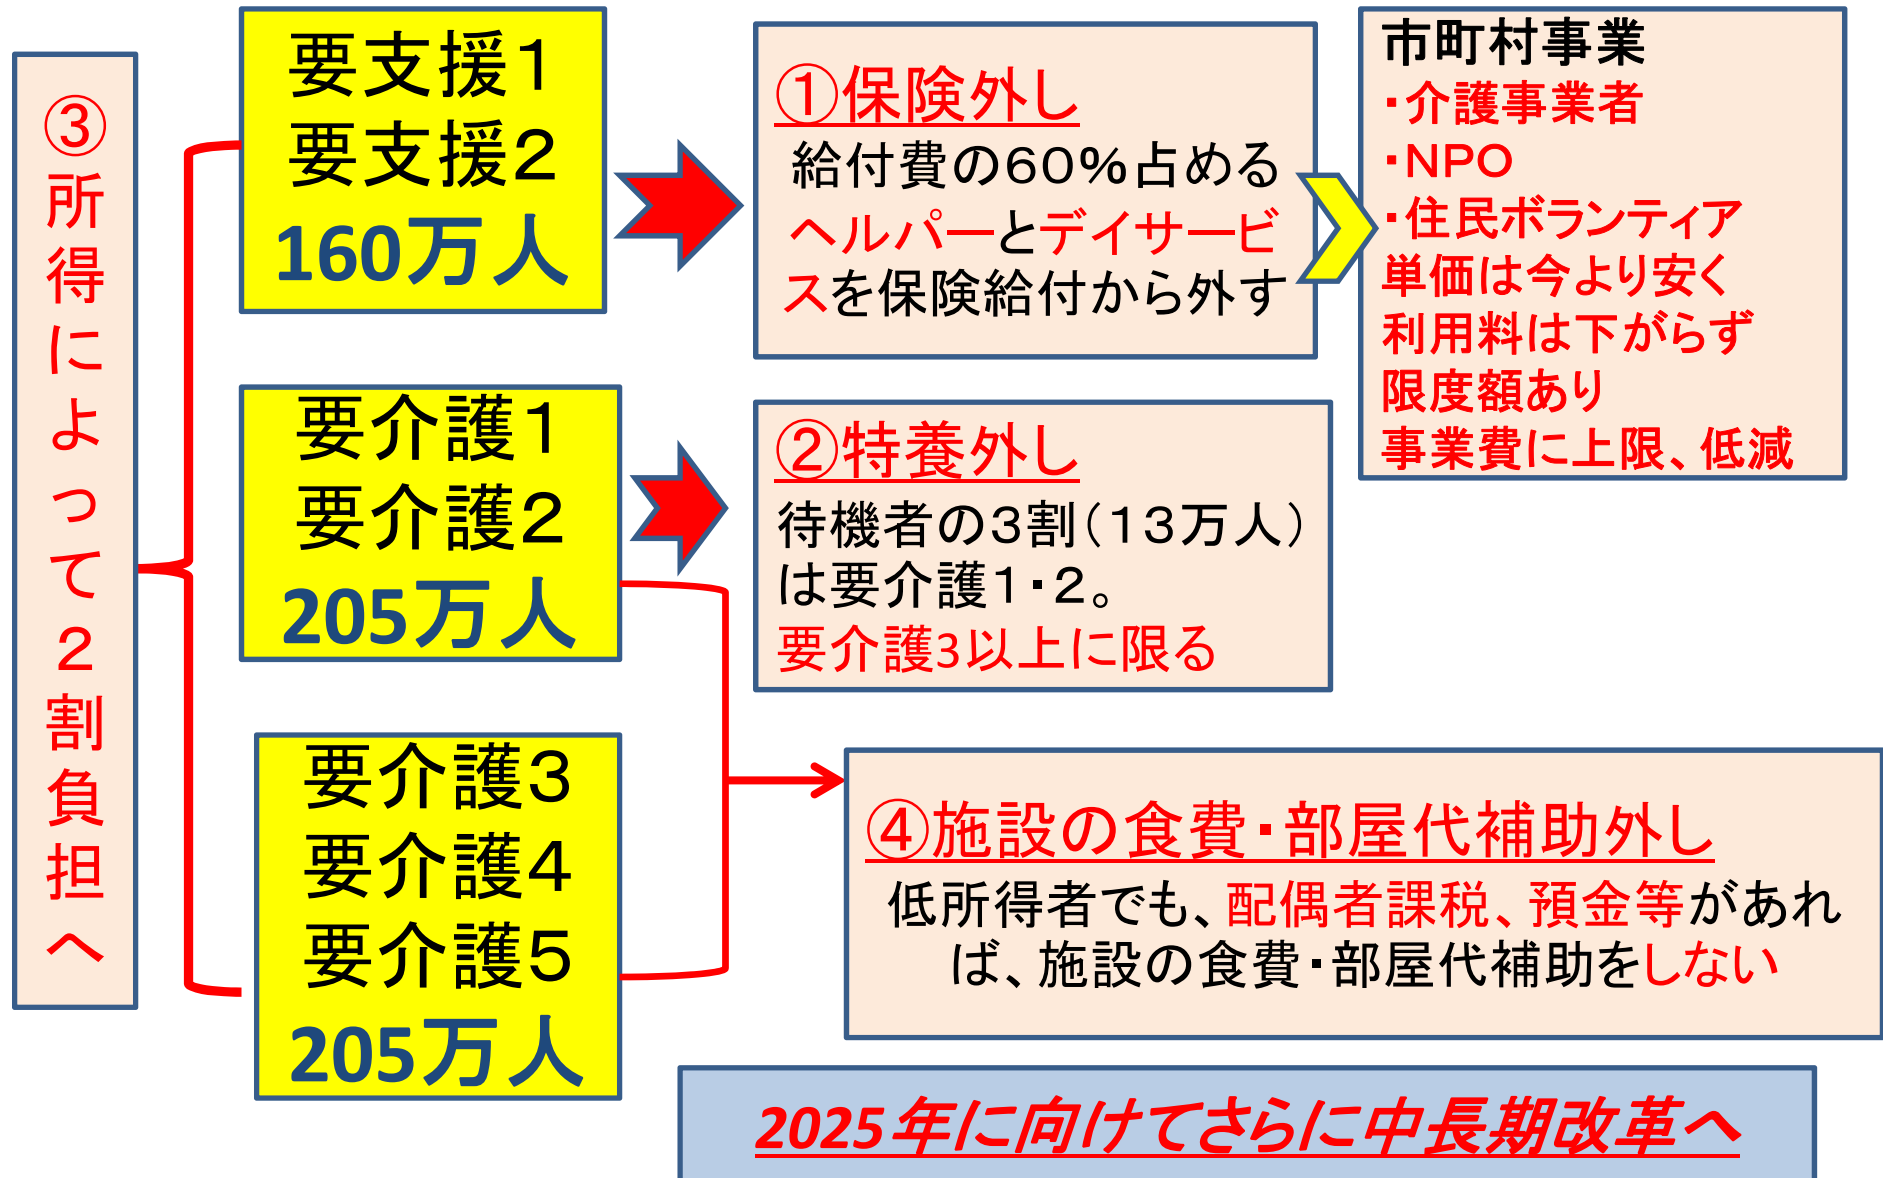 ③所得によって２割負担へ
要支援１
要支援２
160万人
①保険外し
給付費の６０％占める
ヘルパーとデイサービ
スを保険給付から外す
市町村事業
・介護事業者
・ＮＰＯ
・住民ボランティア
単価は今より安く
利用料は下がらず
限度額あり
事業費に上限、低減
要介護１
要介護２
205万人
②特養外し
待機者の３割（１３万人）
は要介護１・２。
要介護3以上に限る
要介護３
要介護４
要介護５
205万人
④施設の食費・部屋代補助外し
低所得者でも、配偶者課税、預金等があれ
ば、施設の食費・部屋代補助をしない
2025年に向けてさらに中長期改革へ